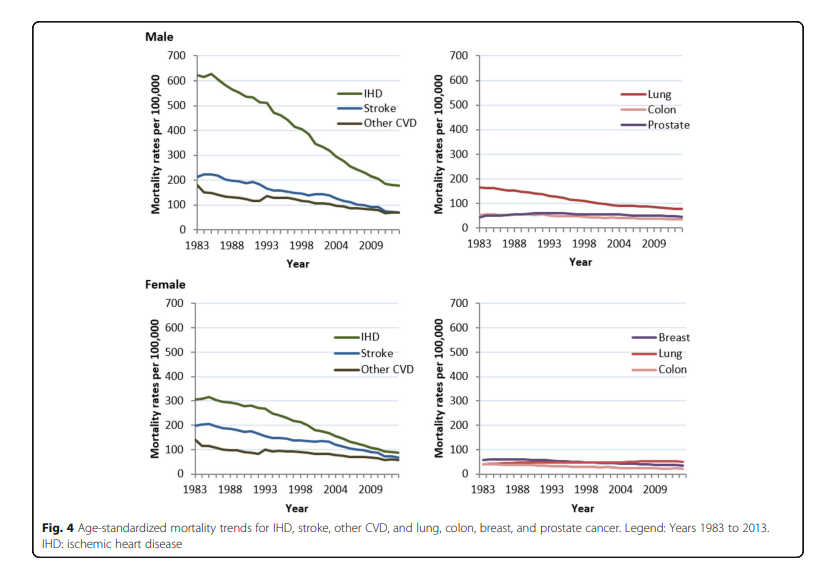 Male
700
600
500
400
300
200
100
0
Mortality rates per 100,000
IHD
Stroke
Other CVD
1983 1988 1993 1998 2004 2009
Year
700
600
500
400
300
200
100
0
Mortality rates per 100,000
Lung
Colon
Prostate
1983 1988 1993 1998 2004 2009
Year
Female
700
600
500
400
300
200
100
0
Mortality rates per 100,000
IHD
Stroke
Other CVD
1983 1988 1993 1998 2004 2009
Year
700
600
500
400
300
200
100
0
Mortality rates per 100,000
Breast
Lung
Colon
1983 1988 1993 1998 2004 2009
Year
Fig. 4 Age-standardized mortality trends for IHD, stroke, other CVD, and lung, colon, breast, and prostate cancer. Legend: Years 1983 to 2013.
IHD: ischemic heart disease